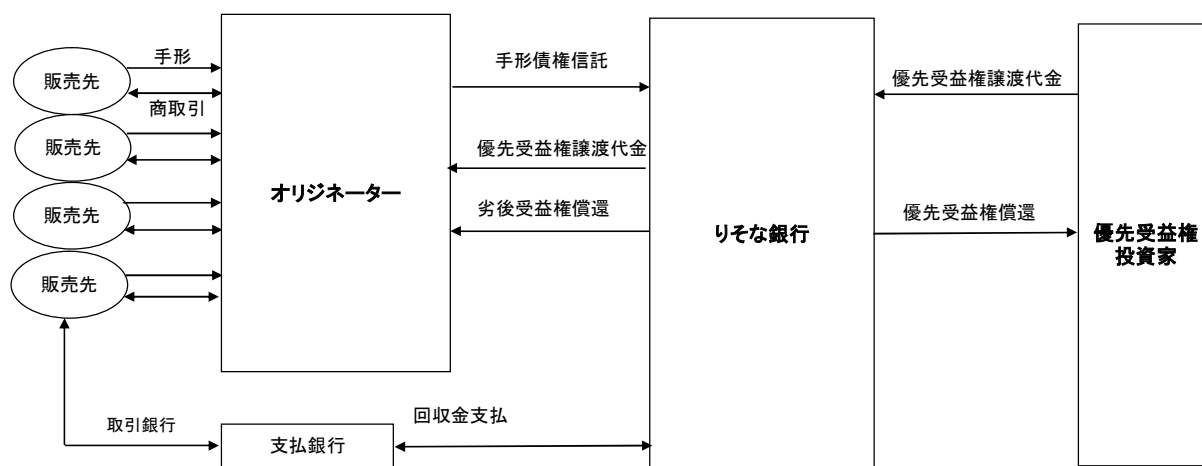 手形
販売先
商取引
販売先
販売先
販売先
オリジネーター
手形債権信託
優先受益権譲渡代金
劣後受益権償還
りそな銀行
優先受益権譲渡代金
優先受益権償還
優先受益権
投資家
取引銀行
支払銀行
回収金支払